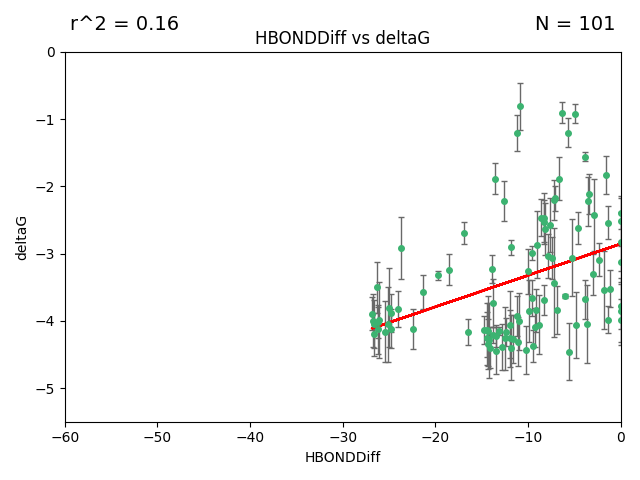 r^2 = 0.16
N = 101
HBONDDiff vs deltaG
0
−1
−2
−3
−4
−5
deltaG
−60
−50
−40
−30
−20
−10
0
HBONDDiff